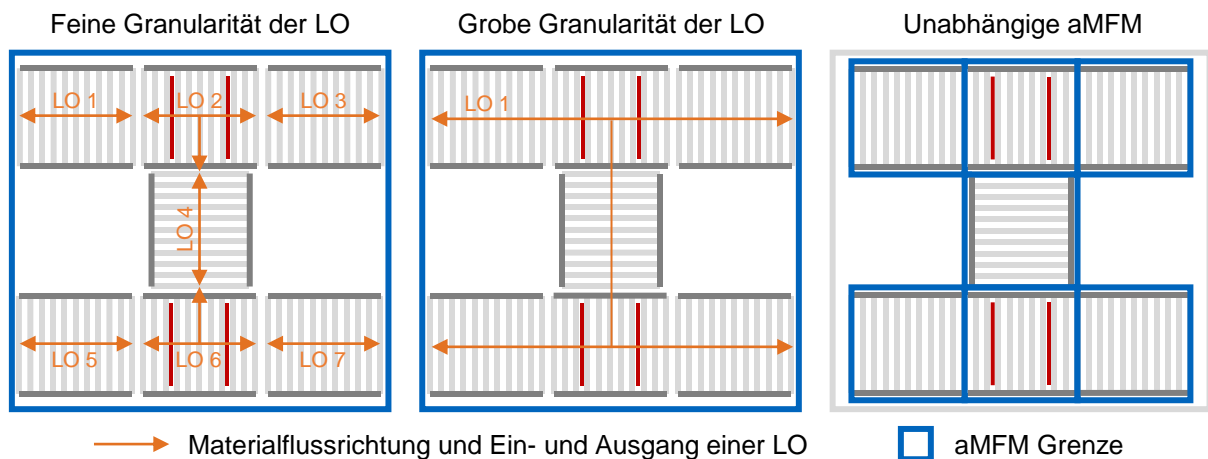 Feine Granularität der LO
Grobe Granularität der LO
Unabhängige aMFM
LO 1
LO 2
LO 3
LO 4
LO 5
LO 6
LO 7
LO 1
Materialflussrichtung und Ein- und Ausgang einer LO
aMFM Grenze